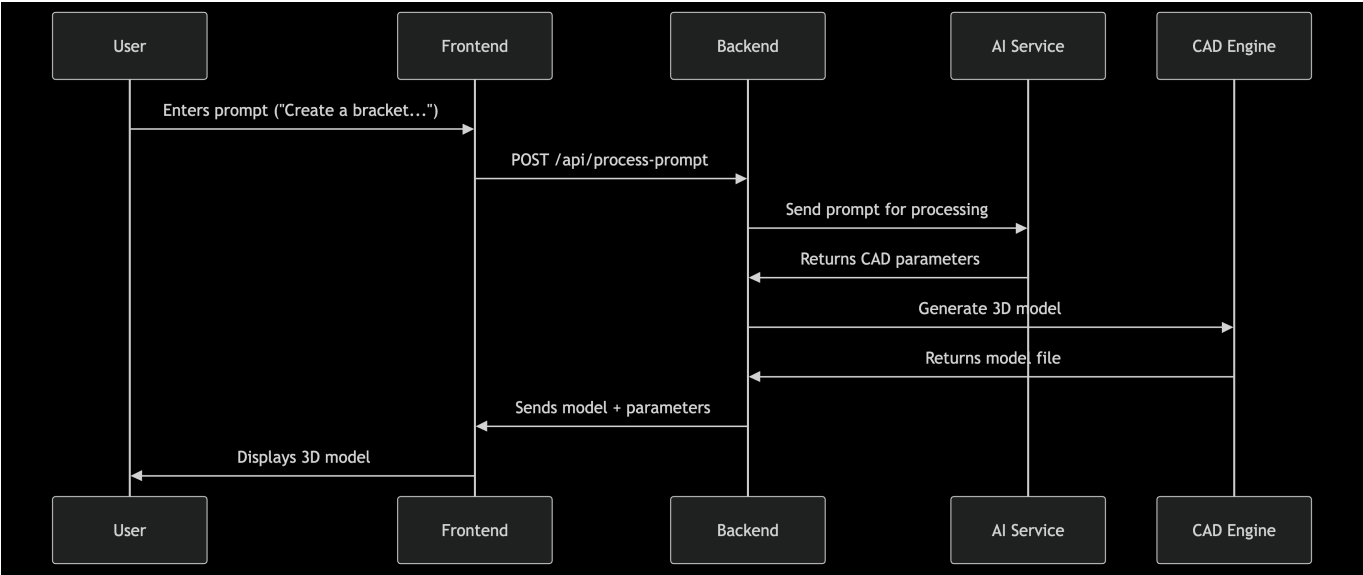 User
Frontend
Backend
AI Service
CAD Engine
Enters prompt ("Create a bracket...")
POST /api/process-prompt
Send prompt for processing
Returns CAD parameters
Generate 3D model
Returns model file
Sends model + parameters
Displays 3D model
User
Frontend
Backend
AI Service
CAD Engine